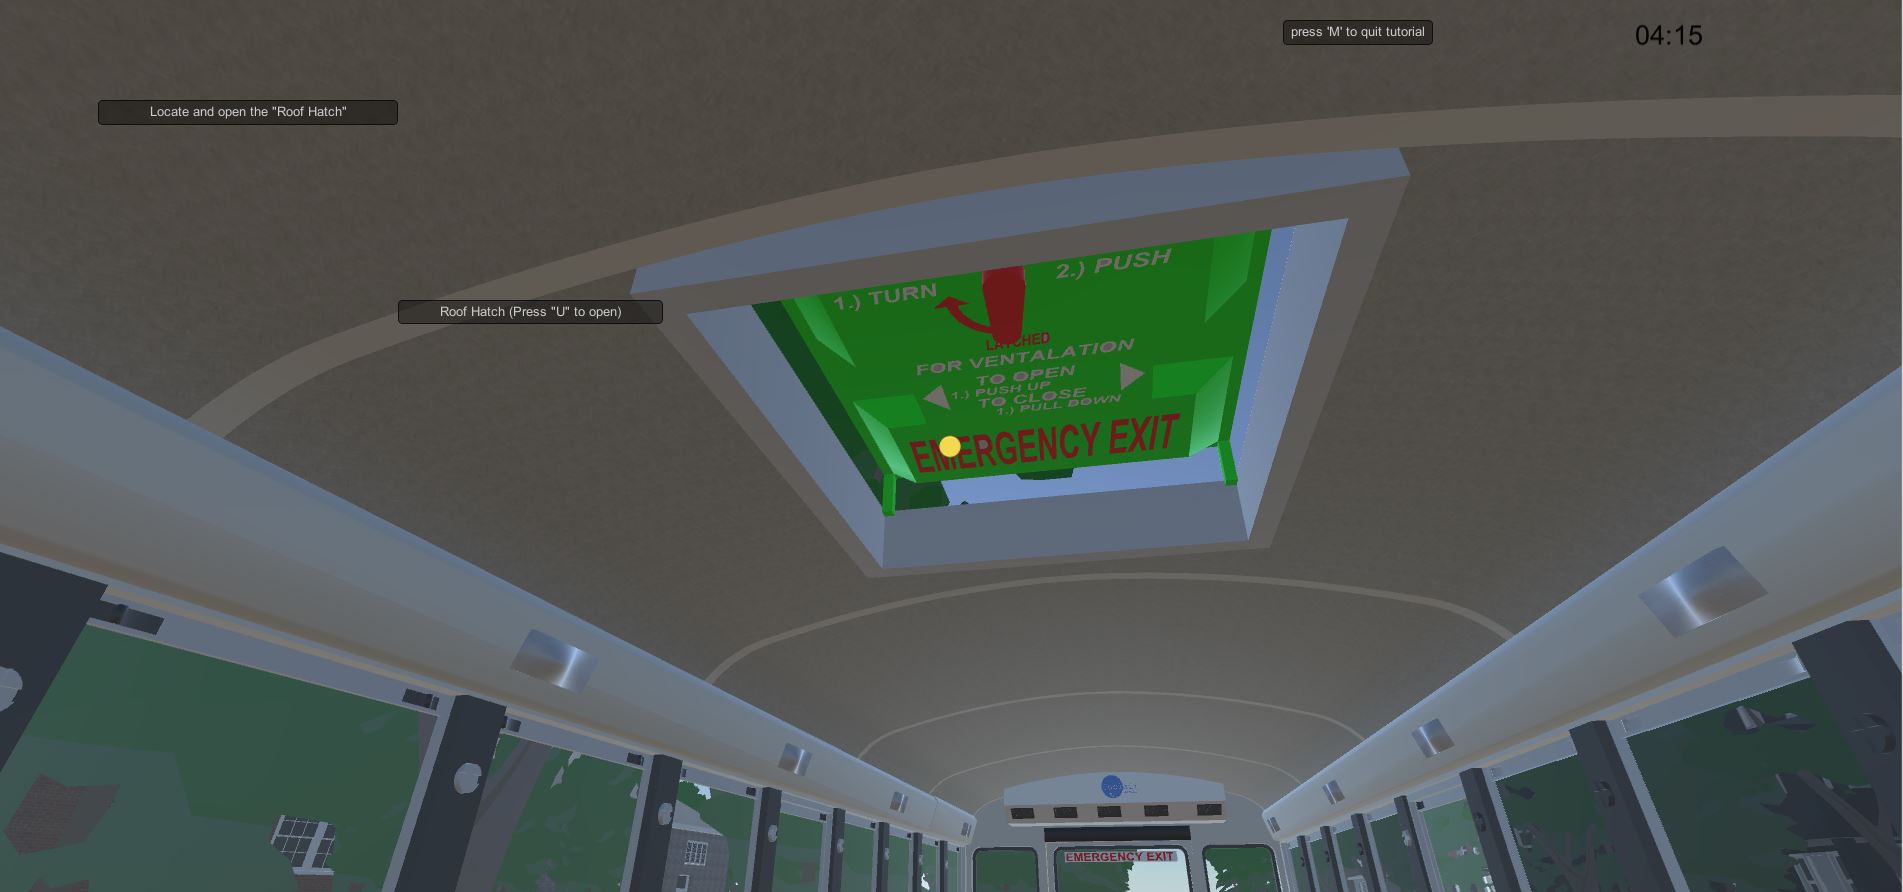 press 'M' to quit tutorial
04:15
Locate and open the "Roof Hatch"
Roof Hatch (Press "U" to open)
1.) TURN
2.) PUSH
LATCHED
FOR VENTALATION
TO OPEN
1.) PUSH UP
TO CLOSE
1.) PULL DOWN
EMERGENCY EXIT
EMERGENCY EXIT